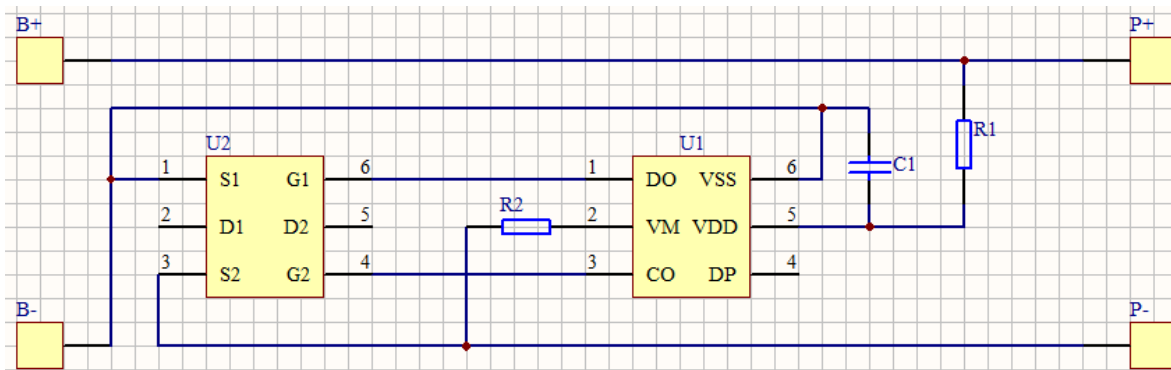 B+ P+
U2 U1
R1
1 S1 G1 6 1 DO VSS 6 C1
R2
2 D1 D2 5 2 VM VDD 5
3 S2 G2 4 3 CO DP 4
B- P-